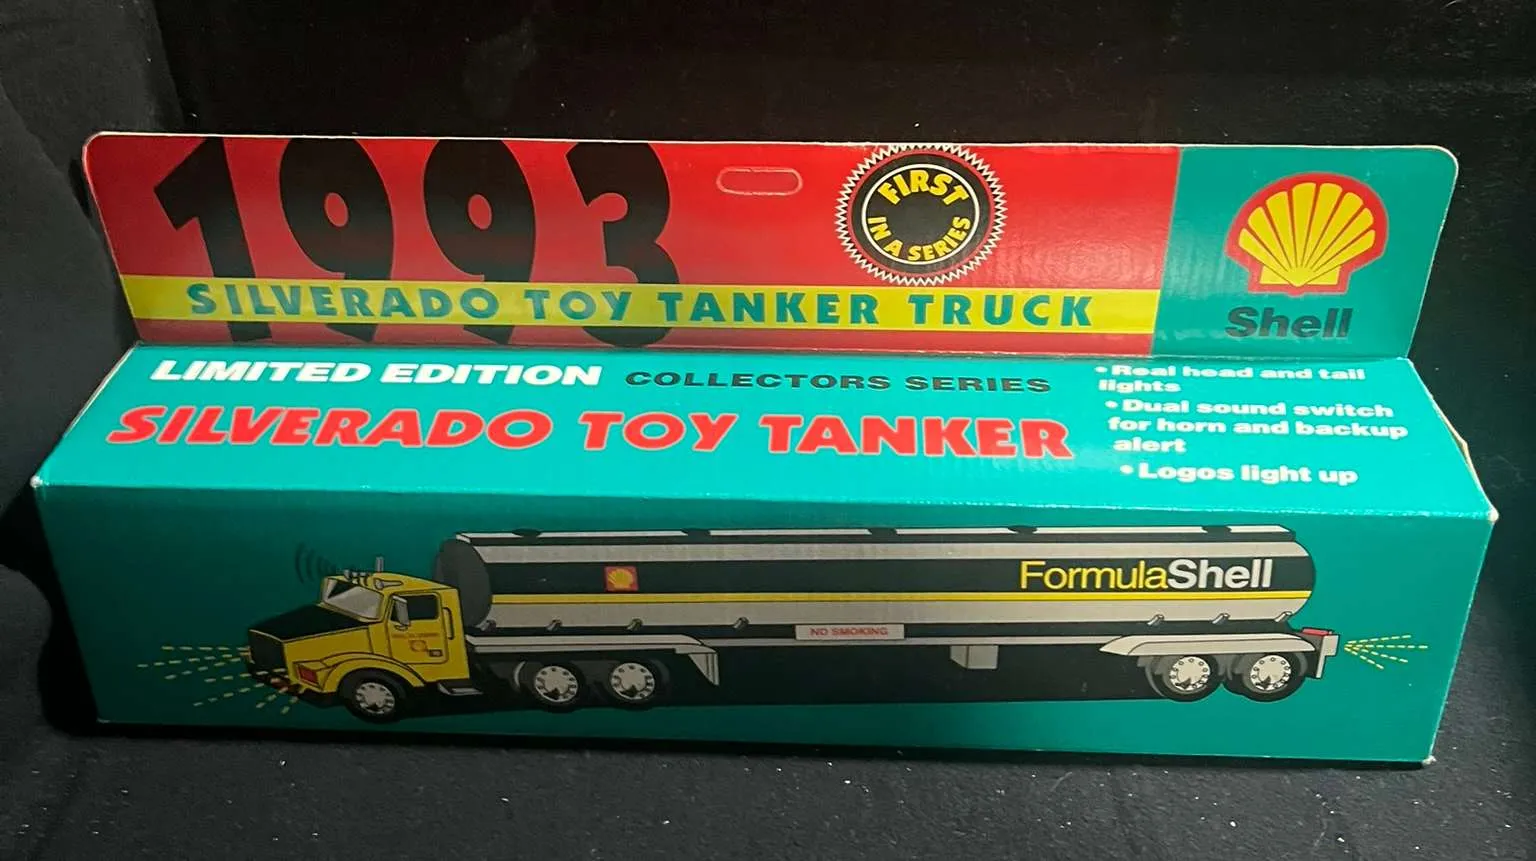 1993
FIRST
IN A SERIES
SILVERADO TOY TANKER TRUCK
Shell
LIMITED EDITION COLLECTORS SERIES
SILVERADO TOY TANKER
• Real head and tail
lights
• Dual sound switch
for horn and backup
alert
• Logos light up
FormulaShell
NO SMOKING